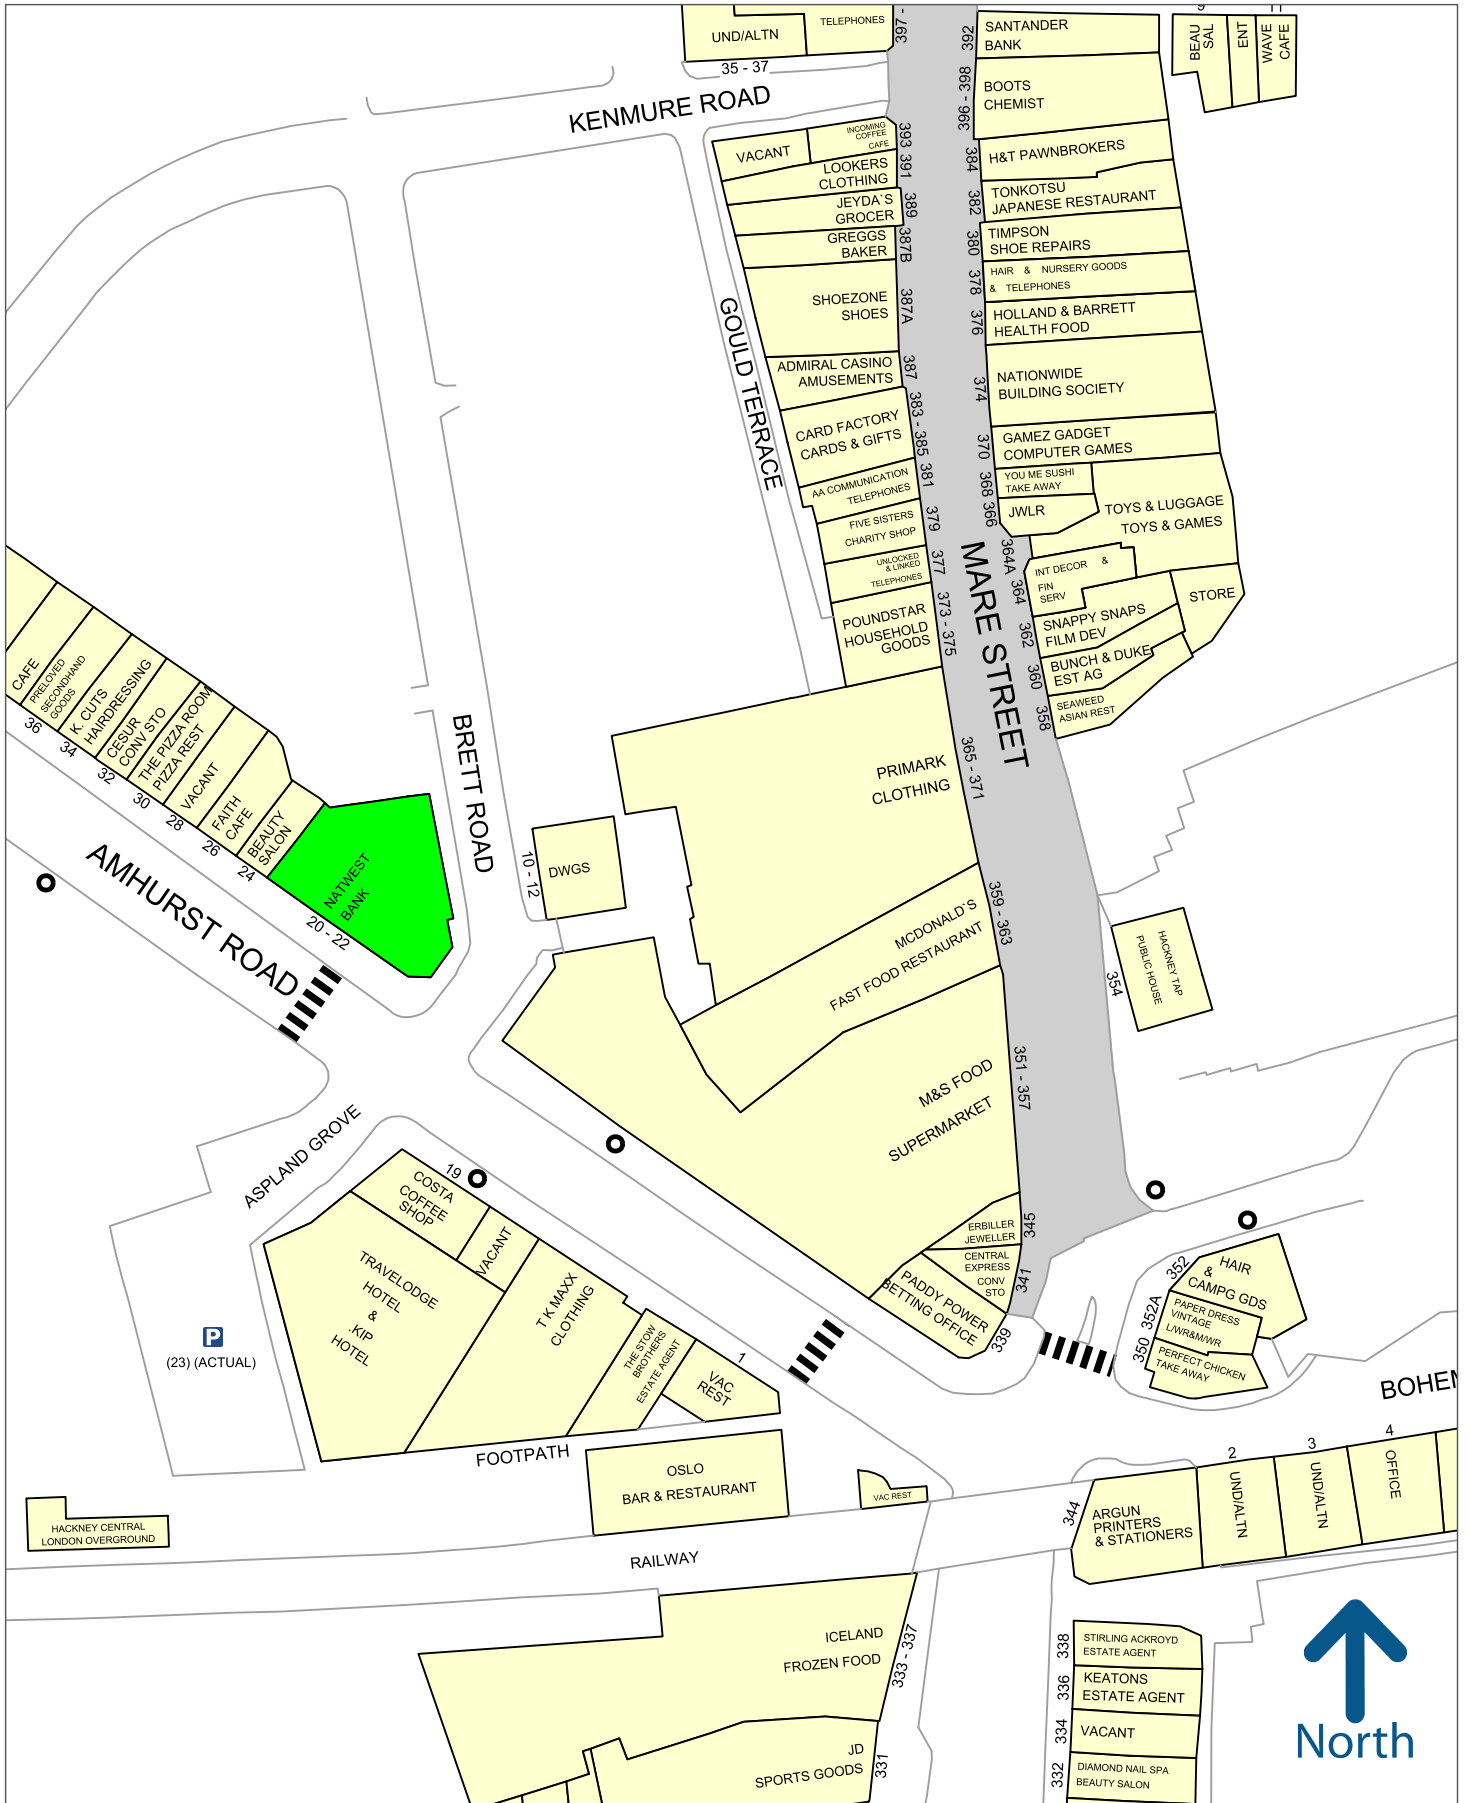 UND/ALTN
TELEPHONES
397 -
35 - 37
KENMURE ROAD
392
SANTANDER
BANK
396 - 398
BOOTS
CHEMIST
BEAU
SAL
ENT
WAVE
CAFE
VACANT
INCOMING
COFFEE
CAFE
393
LOOKERS
CLOTHING
391
JEYDA`S
GROCER
389
GREGGS
BAKER
387B
SHOEZONE
SHOES
387A
ADMIRAL CASINO
AMUSEMENTS
387
CARD FACTORY
CARDS & GIFTS
383 - 385
AA COMMUNICATION
TELEPHONES
381
FIVE SISTERS
CHARITY SHOP
379
UNLOCKED
& LINKED
TELEPHONES
377
POUNDSTAR
HOUSEHOLD
GOODS
373 - 375
GOULD TERRACE
384
H&T PAWNBROKERS
382
TONKOTSU
JAPANESE RESTAURANT
380
TIMPSON
SHOE REPAIRS
378
HAIR & NURSERY GOODS
& TELEPHONES
376
HOLLAND & BARRETT
HEALTH FOOD
374
NATIONWIDE
BUILDING SOCIETY
370
GAMEZ GADGET
COMPUTER GAMES
368
YOU ME SUSHI
TAKE AWAY
366
JWLR
TOYS & LUGGAGE
TOYS & GAMES
364A
INT DECOR &
FIN
SERV
364
STORE
362
SNAPPY SNAPS
FILM DEV
360
BUNCH & DUKE
EST AG
358
SEAWEED
ASIAN REST
MARE STREET
CAFE
36
PRELOVED
SECONDHAND
GOODS
34
K. CUTS
HAIRDRESSING
32
CESUR
CONV STO
30
THE PIZZA ROOM
PIZZA REST
28
VACANT
26
FAITH
CAFE
24
BEAUTY
SALON
NATWEST
BANK
20 - 22
AMHURST ROAD
BRETT ROAD
10 - 12
DWGS
PRIMARK
CLOTHING
365 - 371
MCDONALD`S
FAST FOOD RESTAURANT
359 - 363
M&S FOOD
SUPERMARKET
351 - 357
354
HACKNEY TAP
PUBLIC HOUSE
ERBILLER
JEWELLER
345
CENTRAL
EXPRESS
CONV
STO
341
PADDY POWER
BETTING OFFICE
339
ASPLAND GROVE
19
COSTA
COFFEE
SHOP
VACANT
TRAVELODGE
HOTEL
&
.KIP
HOTEL
T K MAXX
CLOTHING
THE STOW
BROTHERS
ESTATE AGENT
1
VAC
REST
P
(23) (ACTUAL)
352
HAIR
&
CAMPG GDS
352A
PAPER DRESS
VINTAGE
L/WR&M/WR
350
PERFECT CHICKEN
TAKE AWAY
BOHEM
FOOTPATH
OSLO
BAR & RESTAURANT
VAC REST
HACKNEY CENTRAL
LONDON OVERGROUND
RAILWAY
344
ARGUN
PRINTERS
& STATIONERS
2
UND/ALTN
3
UND/ALTN
4
OFFICE
ICELAND
FROZEN FOOD
333 - 337
JD
SPORTS GOODS
331
338
STIRLING ACKROYD
ESTATE AGENT
336
KEATONS
ESTATE AGENT
334
VACANT
332
DIAMOND NAIL SPA
BEAUTY SALON
North